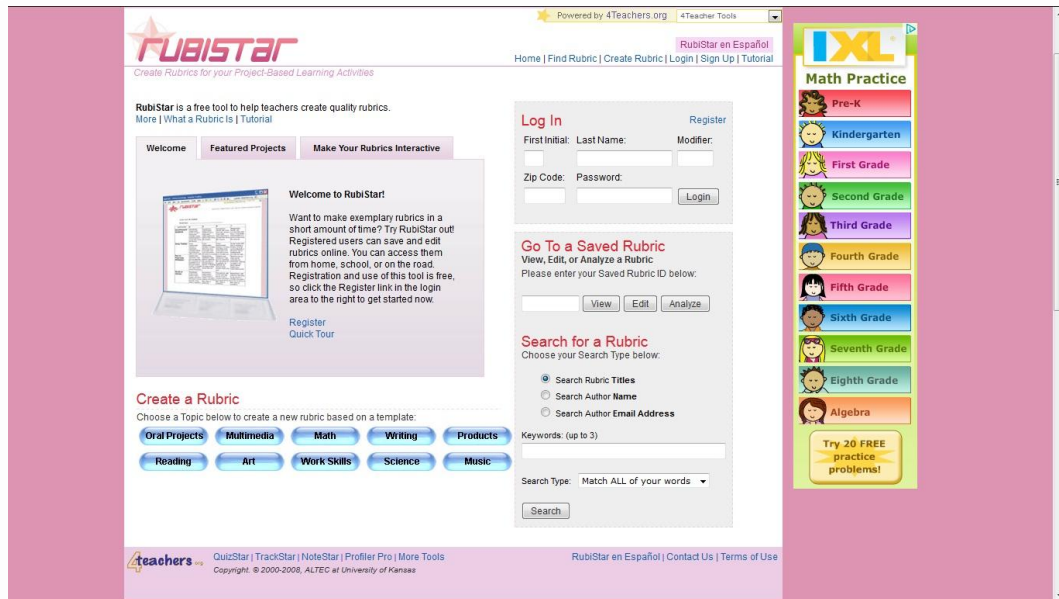 Powered by 4Teachers.org 4Teacher Tools
RUBISTAR
Create Rubrics for your Project-Based Learning Activities
RubiStar en Español
Home | Find Rubric | Create Rubric | Login | Sign Up | Tutorial
RubiStar is a free tool to help teachers create quality rubrics.
More | What a Rubric Is | Tutorial
Welcome Featured Projects Make Your Rubrics Interactive
Welcome to RubiStar!
Want to make exemplary rubrics in a
short amount of time? Try RubiStar out!
Registered users can save and edit
rubrics online. You can access them
from home, school, or on the road.
Registration and use of this tool is free,
so click the Register link in the login
area to the right to get started now.
Register
Quick Tour
Create a Rubric
Choose a Topic below to create a new rubric based on a template:
Oral Projects Multimedia Math Writing Products
Reading Art Work Skills Science Music
Log In Register
First Initial: Last Name: Modifier:
Zip Code: Password:
Login
Go To a Saved Rubric
View, Edit, or Analyze a Rubric
Please enter your Saved Rubric ID below:
View Edit Analyze
Search for a Rubric
Choose your Search Type below:
Search Rubric Titles
Search Author Name
Search Author Email Address
Keywords: (up to 3)
Search Type: Match ALL of your words
Search
IXL
Math Practice
Pre-K
Kindergarten
First Grade
Second Grade
Third Grade
Fourth Grade
Fifth Grade
Sixth Grade
Seventh Grade
Eighth Grade
Algebra
Try 20 FREE
practice
problems!
4teachers.org
QuizStar | TrackStar | NoteStar | Profiler Pro | More Tools
Copyright. © 2000-2008, ALTEC at University of Kansas
RubiStar en Español | Contact Us | Terms of Use